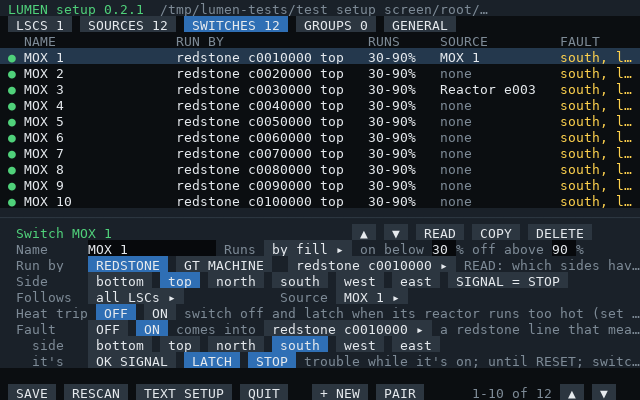 LUMEN setup 0.2.1 /tmp/lumen-tests/test setup screen/root/…
LSCS 1 SOURCES 12 SWITCHES 12 GROUPS 0 GENERAL
NAME RUN BY RUNS SOURCE FAULT
● MOX 1 redstone c0010000 top 30-90% MOX 1 south, l…
● MOX 2 redstone c0020000 top 30-90% none south, l…
● MOX 3 redstone c0030000 top 30-90% Reactor e003 south, l…
● MOX 4 redstone c0040000 top 30-90% none south, l…
● MOX 5 redstone c0050000 top 30-90% none south, l…
● MOX 6 redstone c0060000 top 30-90% none south, l…
● MOX 7 redstone c0070000 top 30-90% none south, l…
● MOX 8 redstone c0080000 top 30-90% none south, l…
● MOX 9 redstone c0090000 top 30-90% none south, l…
● MOX 10 redstone c0100000 top 30-90% none south, l…
Switch MOX 1 ▲ ▼ READ COPY DELETE
Name MOX 1 Runs by fill ▸ on below 30 % off above 90 %
Run by REDSTONE GT MACHINE redstone c0010000 ▸ READ: which sides hav…
Side bottom top north south west east SIGNAL = STOP
Follows all LSCs ▸ Source MOX 1 ▸
Heat trip OFF ON switch off and latch when its reactor runs too hot (set …
Fault OFF ON comes into redstone c0010000 ▸ a redstone line that mea…
side bottom top north south west east
it's OK SIGNAL LATCH STOP trouble while it's on; until RESET; switc…
SAVE RESCAN TEXT SETUP QUIT + NEW PAIR 1-10 of 12 ▲ ▼